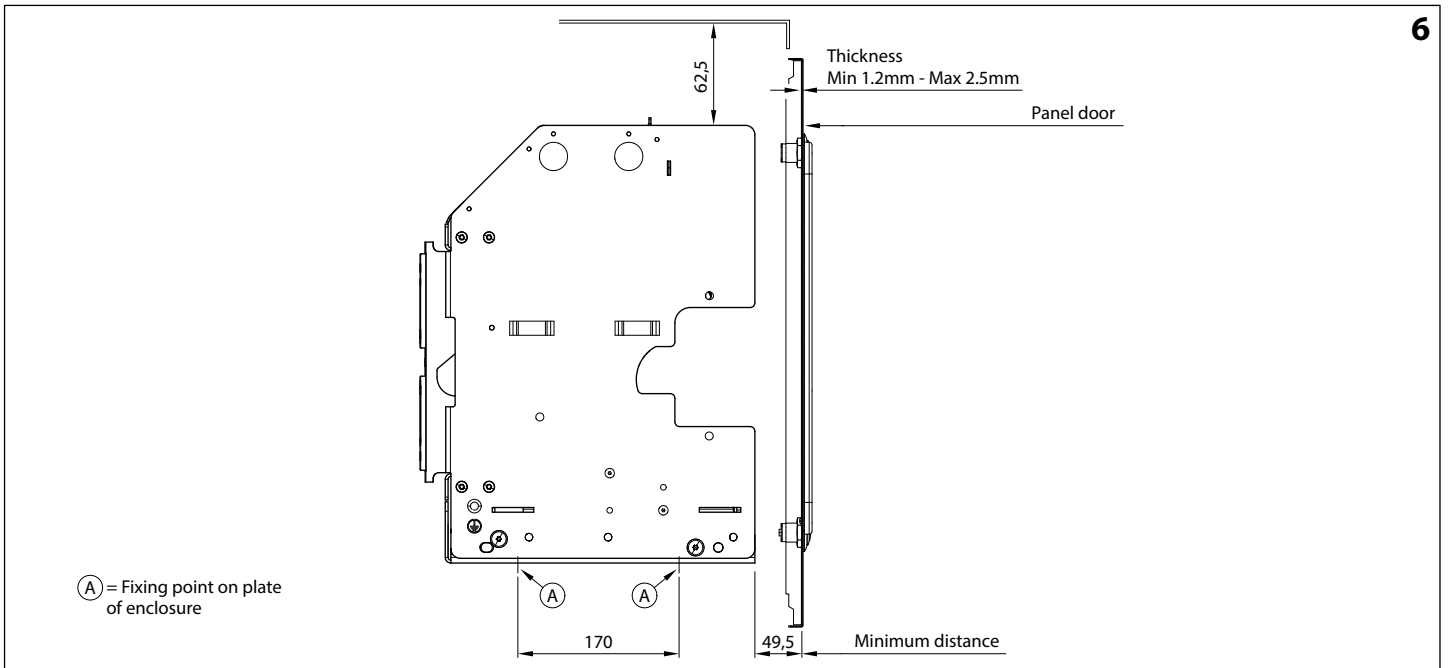 6
Thickness
Min 1.2mm - Max 2.5mm
62,5
Panel door
A = Fixing point on plate
of enclosure
A
A
170
49,5
Minimum distance